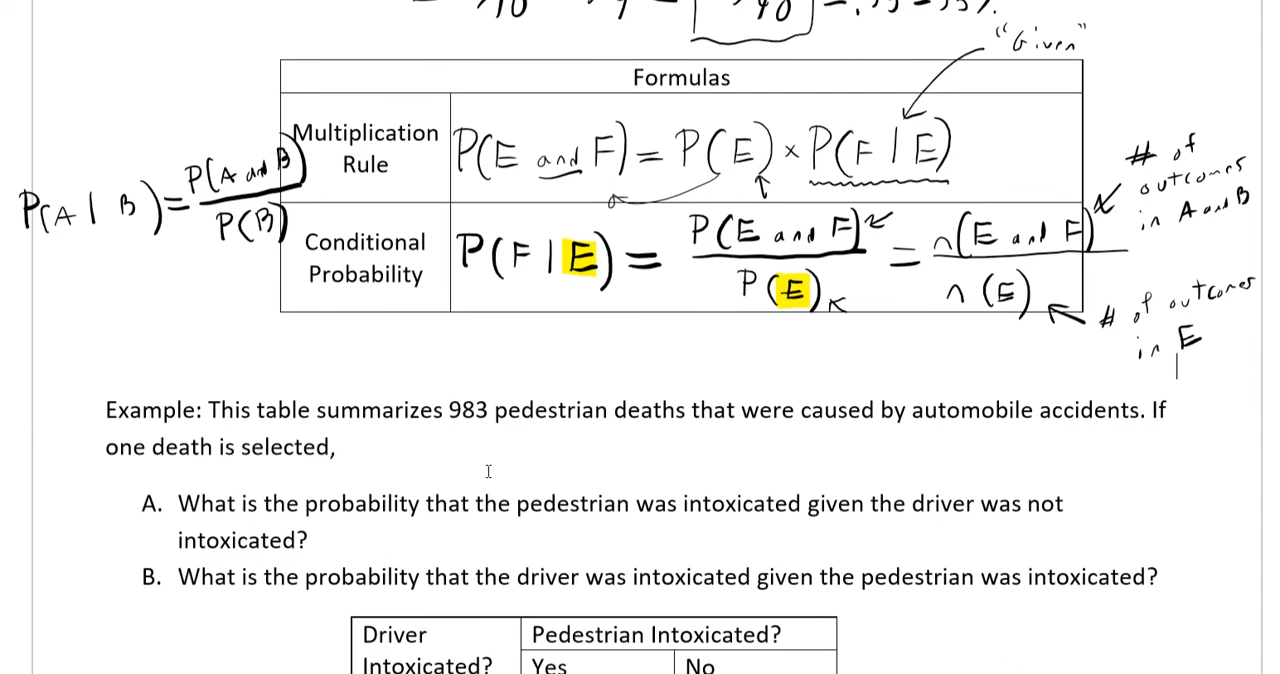 "Given"
Formulas
Multiplication Rule
P(E and F) = P(E) × P(F | E)
P(A | B) = P(A and B) / P(B)
# of outcomes in A and B
Conditional Probability
P(F | E) = P(E and F) / P(E) = n(E and F) / n(E)
# of outcomes in E
Example: This table summarizes 983 pedestrian deaths that were caused by automobile accidents. If
one death is selected,
A. What is the probability that the pedestrian was intoxicated given the driver was not
intoxicated?
B. What is the probability that the driver was intoxicated given the pedestrian was intoxicated?
Driver
Intoxicated?
Pedestrian Intoxicated?
Yes
No